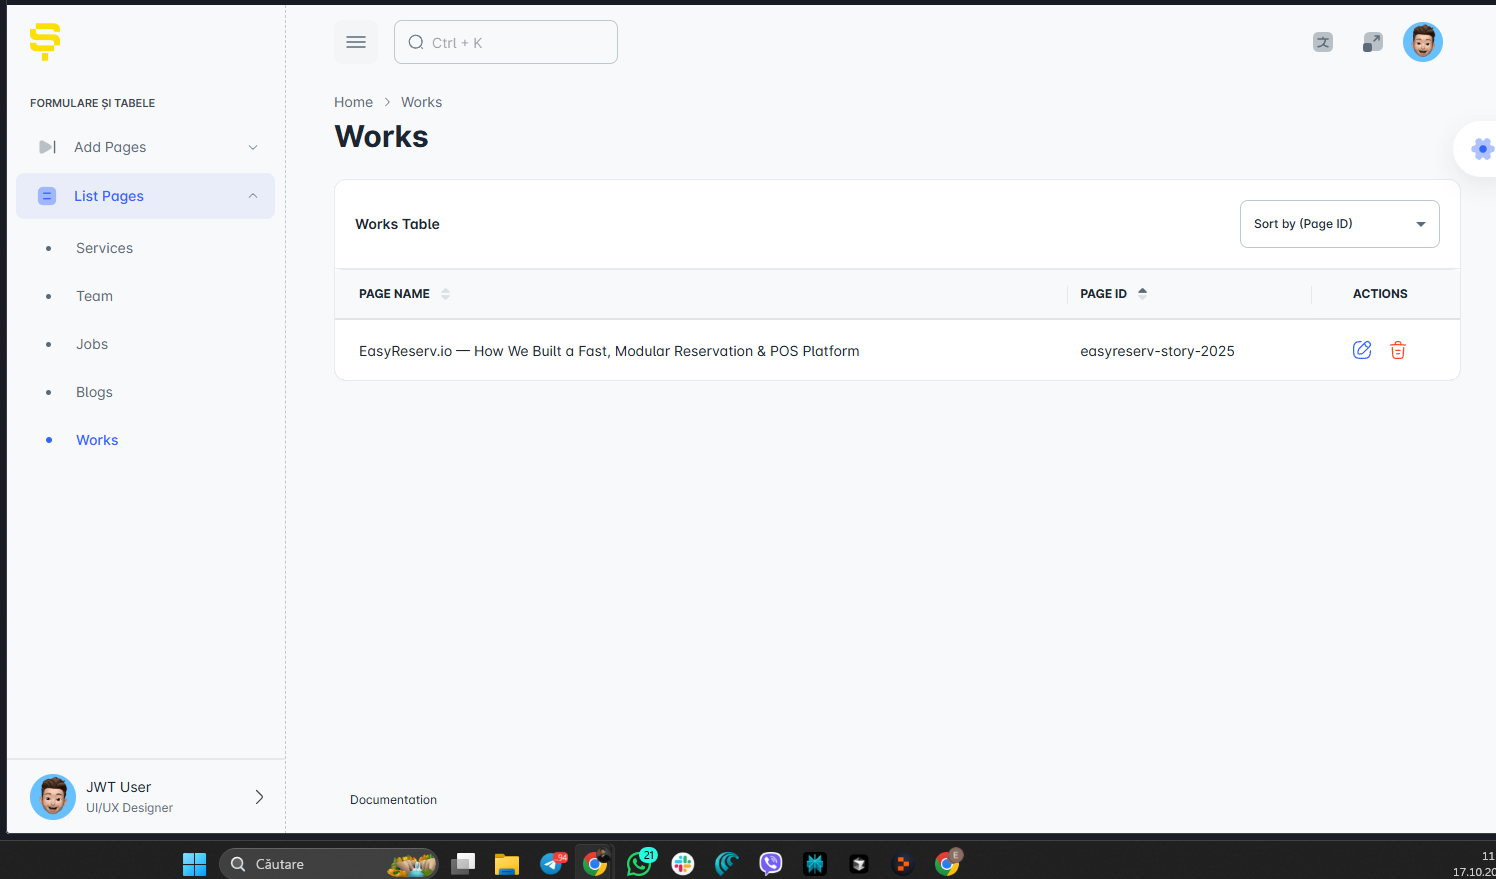 Ctrl + K
FORMULARE ȘI TABELE
Add Pages
List Pages
Services
Team
Jobs
Blogs
Works
JWT User
UI/UX Designer
Home > Works
Works
Works Table
Sort by (Page ID)
PAGE NAME PAGE ID ACTIONS
EasyReserv.io — How We Built a Fast, Modular Reservation & POS Platform easyreserv-story-2025
Documentation
Căutare
94
21
E
11
17.10.20